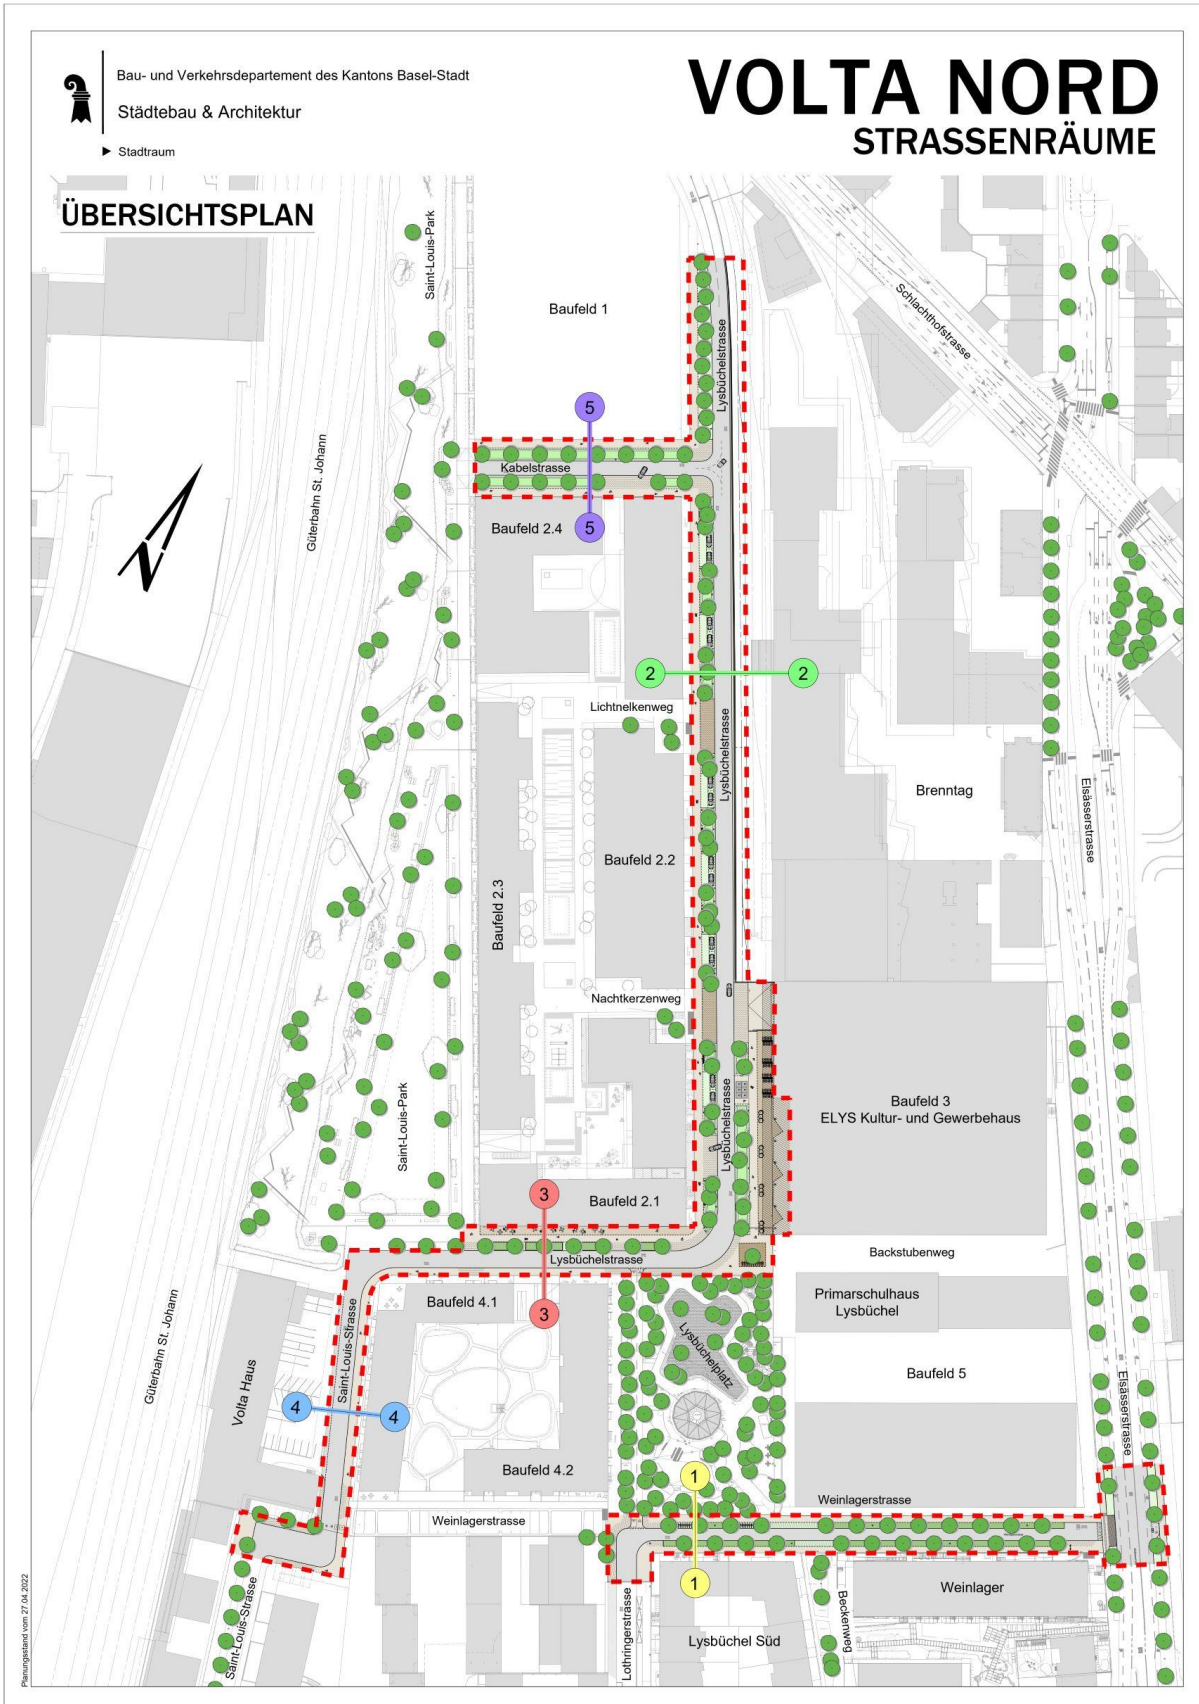 Bau- und Verkehrsdepartement des Kantons Basel-Stadt
Städtebau & Architektur
Stadtraum
VOLTA NORD
STRASSENRÄUME
ÜBERSICHTSPLAN
Saint-Louis-Park
Baufeld 1
Lysbüchelstrasse
Schlachthofstrasse
5
Güterbahn St. Johann
Kabelstrasse
Baufeld 2.4
5
N
2
2
Lichtnelkenweg
Lysbüchelstrasse
Brenntag
Elsässerstrasse
Baufeld 2.2
Baufeld 2.3
Nachtkerzenweg
Saint-Louis-Park
Lysbüchelstrasse
Baufeld 3
ELYS Kultur- und Gewerbehaus
3
Baufeld 2.1
Lysbüchelstrasse
Backstubenweg
Güterbahn St. Johann
Saint-Louis-Strasse
Baufeld 4.1
3
Primarschulhaus
Lysbüchel
Lysbüchelplatz
Volta Haus
Baufeld 5
4
4
Elsässerstrasse
Baufeld 4.2
1
Weinlagerstrasse
Weinlagerstrasse
1
Saint-Louis-Strasse
Lothringerstrasse
Lysbüchel Süd
Beckenweg
Weinlager
Planungsstand vom 27.04.2022